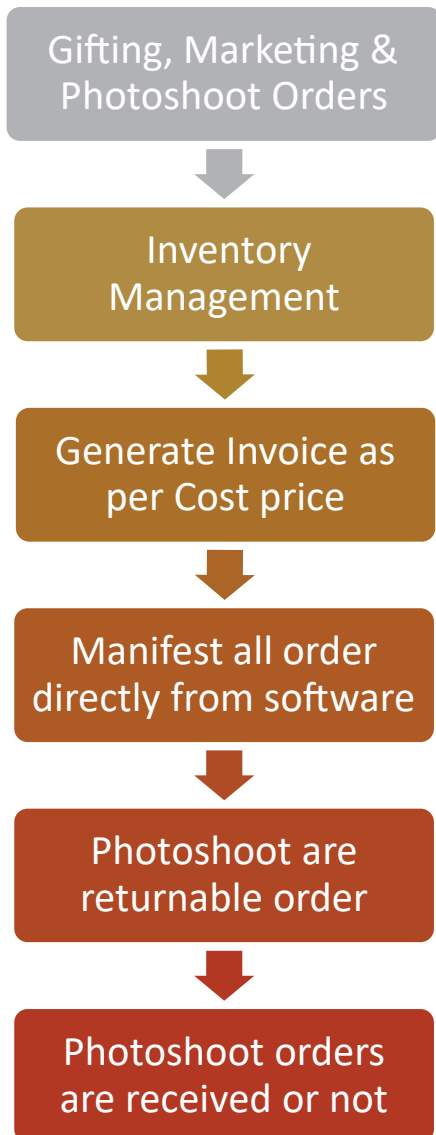 Gifting, Marketing &
Photoshoot Orders
Inventory
Management
Generate Invoice as
per Cost price
Manifest all order
directly from software
Photoshoot are
returnable order
Photoshoot orders
are received or not